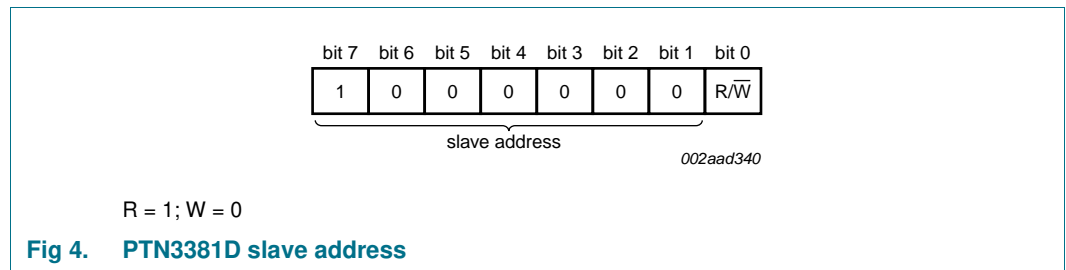 bit 7 bit 6 bit 5 bit 4 bit 3 bit 2 bit 1 bit 0
1 0 0 0 0 0 0 R/W̅
slave address
002aad340
R = 1; W = 0
Fig 4. PTN3381D slave address